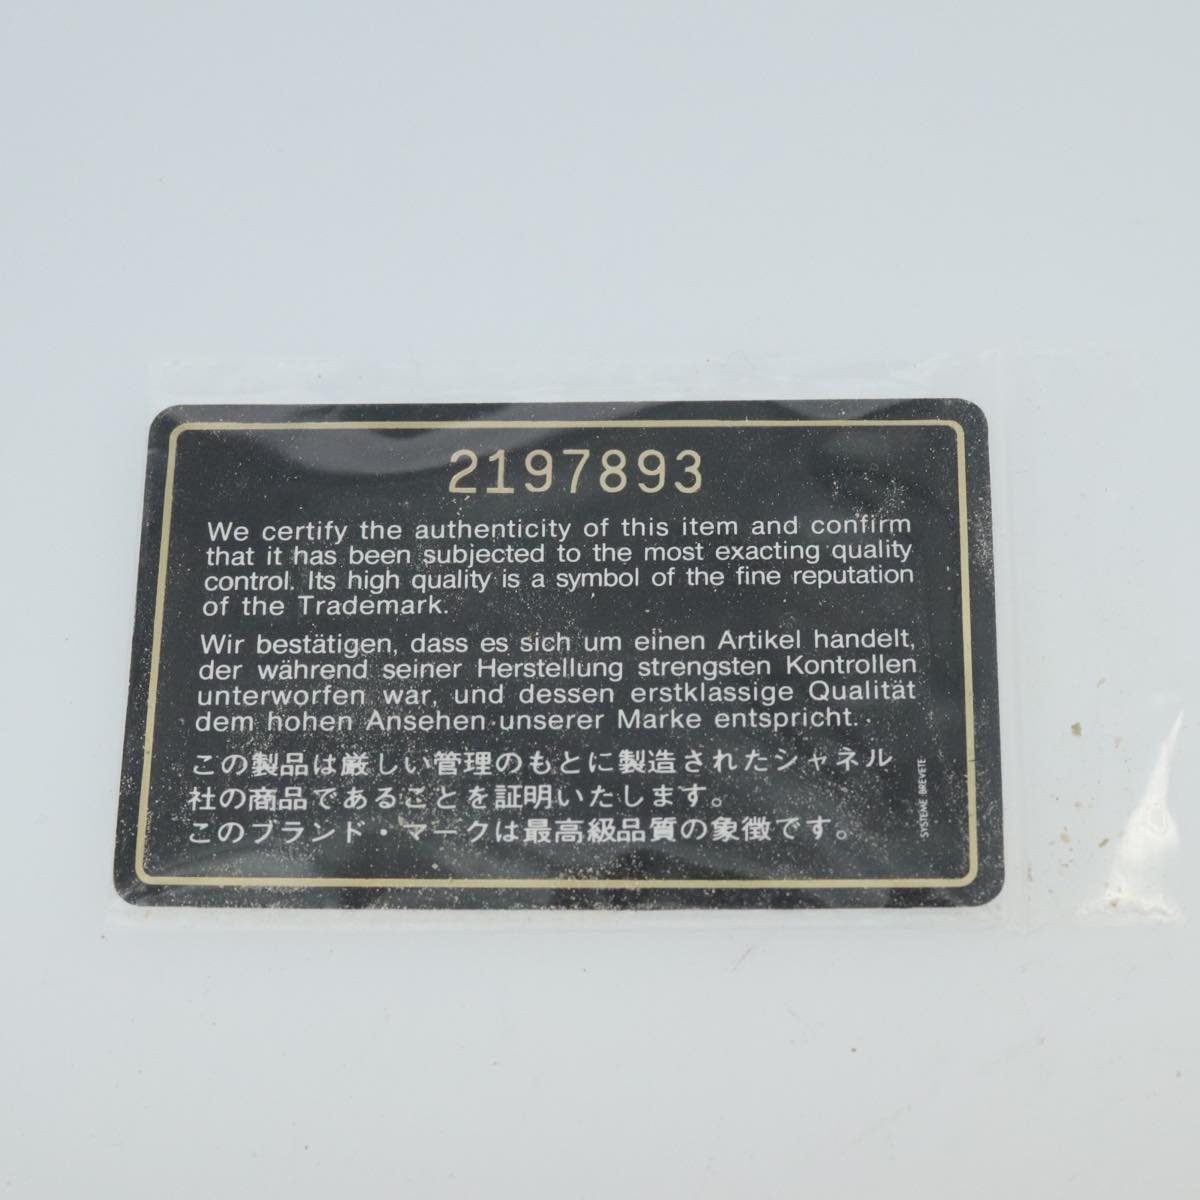 2197893
We certify the authenticity of this item and confirm
that it has been subjected to the most exacting quality
control. Its high quality is a symbol of the fine reputation
of the Trademark.
Wir bestätigen, dass es sich um einen Artikel handelt,
der während seiner Herstellung strengsten Kontrollen
unterworfen war, und dessen erstklassige Qualität
dem hohen Ansehen unserer Marke entspricht.
この製品は厳しい管理のもとに製造されたシャネル
社の商品であることを証明いたします。
このブランド・マークは最高級品質の象徴です。
SYSTEME BREVETE